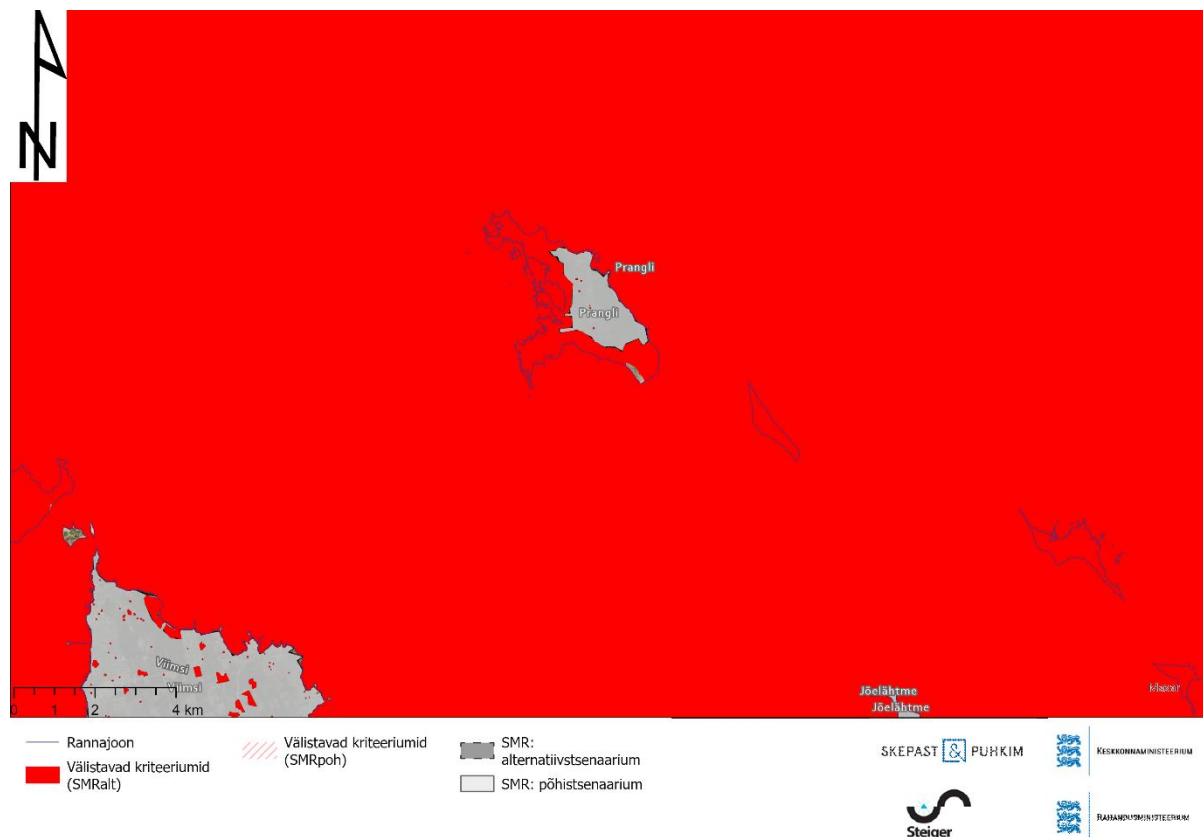 N
Prangli
Prangli
Viimsi
Viimsi
Jõelähtme
Jõelähtme
0 1 2 4 km
Rannajoon
Välistavad kriteeriumid
(SMRalt)
Välistavad kriteeriumid
(SMRpoh)
SMR:
alternatiivstsenaarium
SMR: põhistsenaarium
SKEPAST & PUHKIM
KESKKONNAMINISTEERIUM
Steiger
RAHANDUSMINISTEERIUM